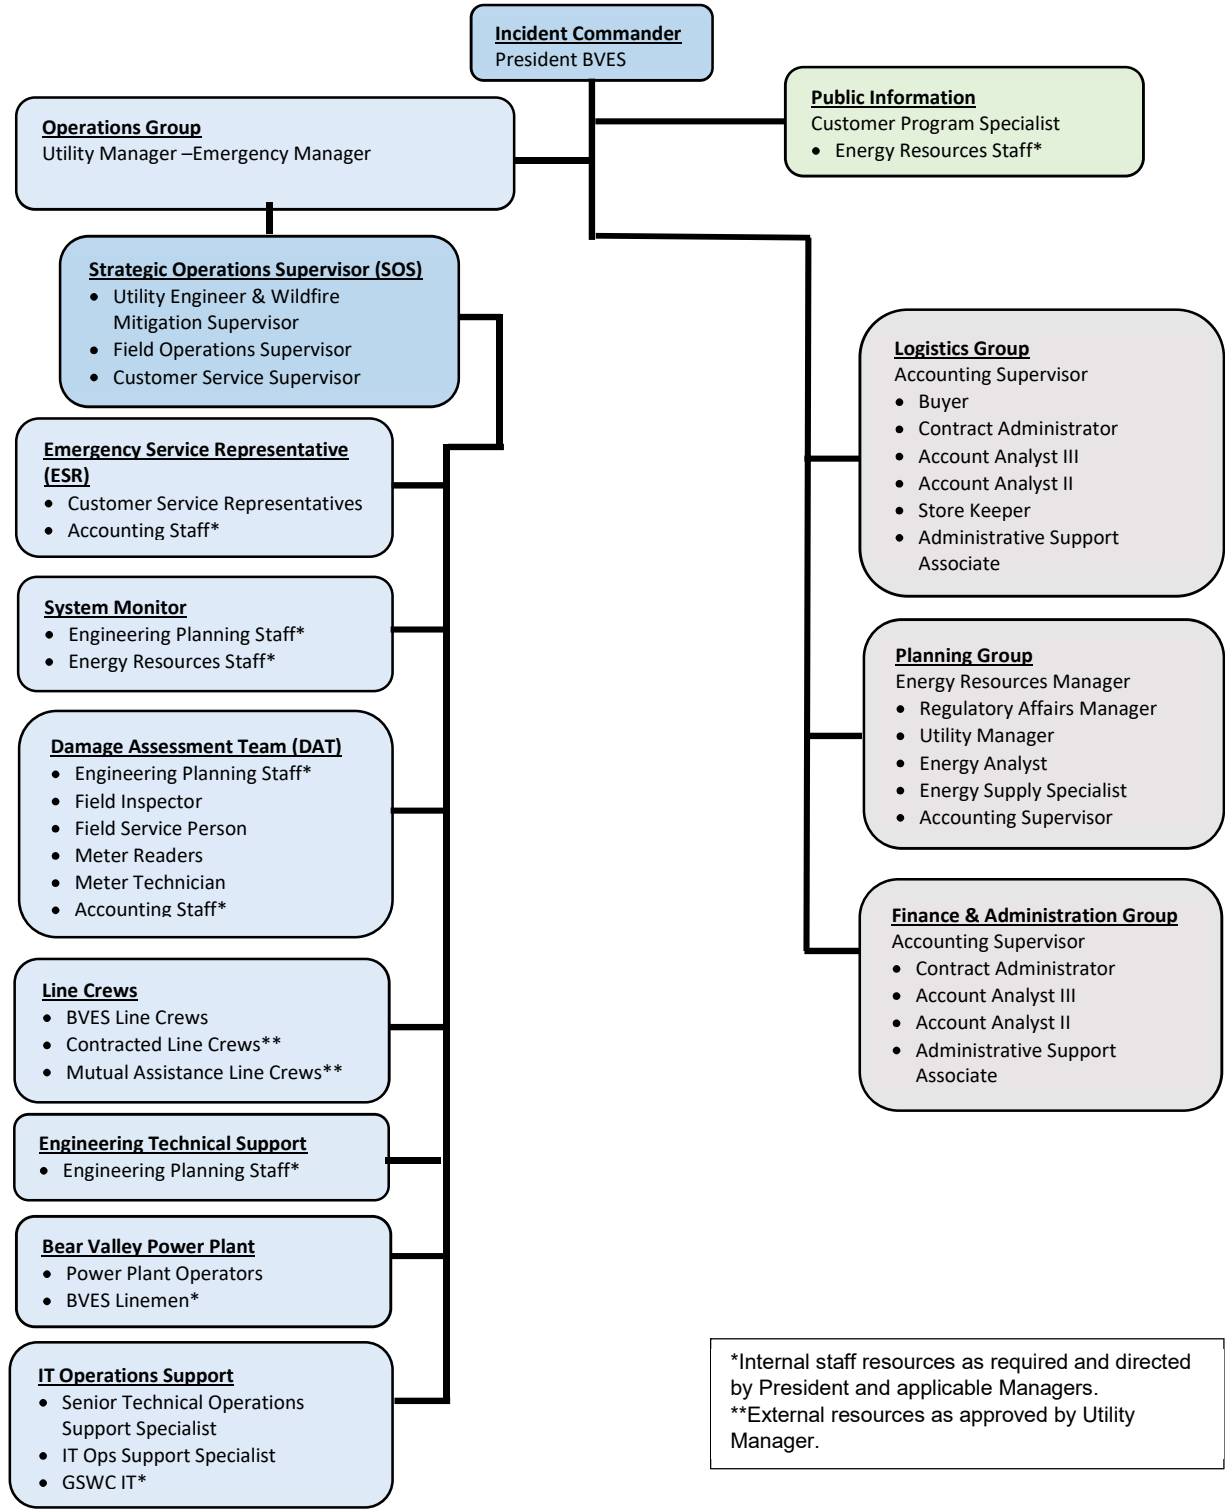 Incident Commander
President BVES
Public Information
Customer Program Specialist
• Energy Resources Staff*
Operations Group
Utility Manager –Emergency Manager
Strategic Operations Supervisor (SOS)
• Utility Engineer & Wildfire
Mitigation Supervisor
• Field Operations Supervisor
• Customer Service Supervisor
Emergency Service Representative
(ESR)
• Customer Service Representatives
• Accounting Staff*
System Monitor
• Engineering Planning Staff*
• Energy Resources Staff*
Damage Assessment Team (DAT)
• Engineering Planning Staff*
• Field Inspector
• Field Service Person
• Meter Readers
• Meter Technician
• Accounting Staff*
Line Crews
• BVES Line Crews
• Contracted Line Crews**
• Mutual Assistance Line Crews**
Engineering Technical Support
• Engineering Planning Staff*
Bear Valley Power Plant
• Power Plant Operators
• BVES Linemen*
IT Operations Support
• Senior Technical Operations
Support Specialist
• IT Ops Support Specialist
• GSWC IT*
Logistics Group
Accounting Supervisor
• Buyer
• Contract Administrator
• Account Analyst III
• Account Analyst II
• Store Keeper
• Administrative Support
Associate
Planning Group
Energy Resources Manager
• Regulatory Affairs Manager
• Utility Manager
• Energy Analyst
• Energy Supply Specialist
• Accounting Supervisor
Finance & Administration Group
Accounting Supervisor
• Contract Administrator
• Account Analyst III
• Account Analyst II
• Administrative Support
Associate
*Internal staff resources as required and directed
by President and applicable Managers.
**External resources as approved by Utility
Manager.